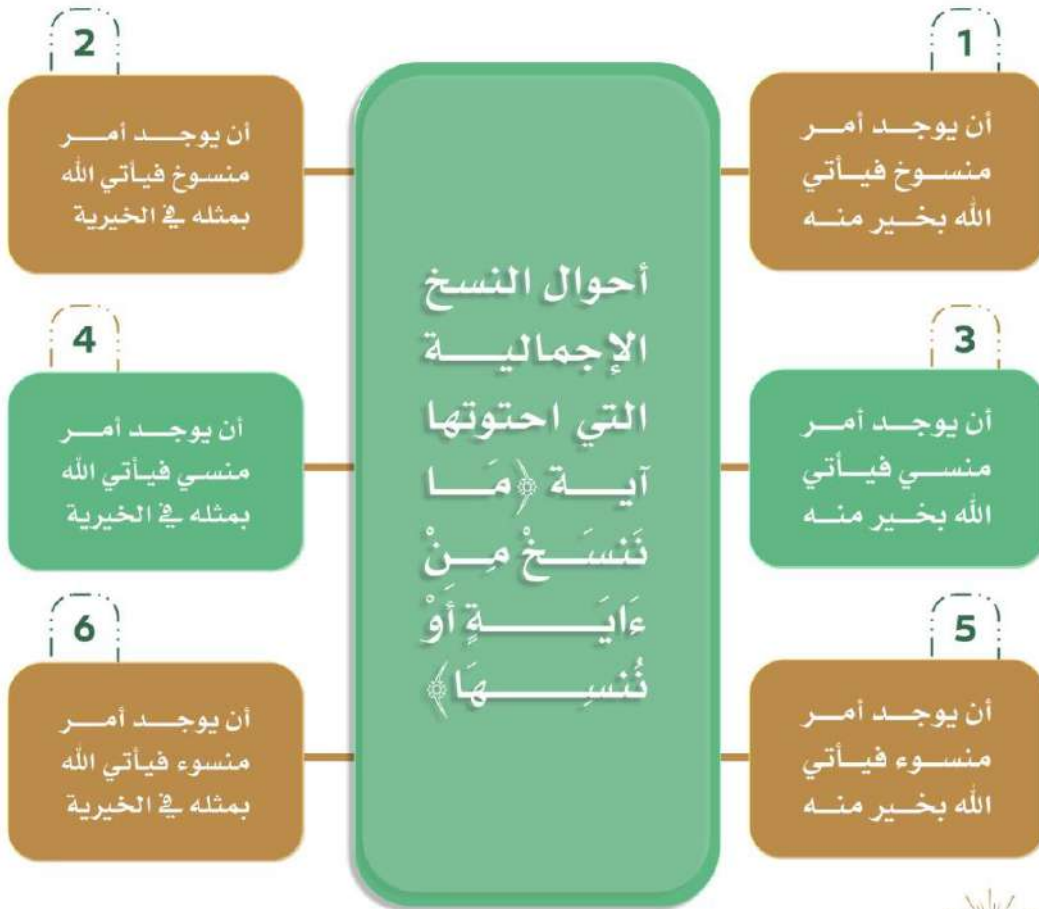 1
أن يوجد أمر
منسوخ فيأتي
الله بخير منه
2
أن يوجد أمر
منسوخ فيأتي الله
بمثله في الخيرية
أحوال النسخ
الإجمالية
التي احتوتها
آية ﴿مَا
نَنسَخْ مِنْ
ءَايَةٍ أَوْ
نُنسِهَا﴾
3
أن يوجد أمر
منسي فيأتي
الله بخير منه
4
أن يوجد أمر
منسي فيأتي الله
بمثله في الخيرية
5
أن يوجد أمر
منسوء فيأتي
الله بخير منه
6
أن يوجد أمر
منسوء فيأتي الله
بمثله في الخيرية